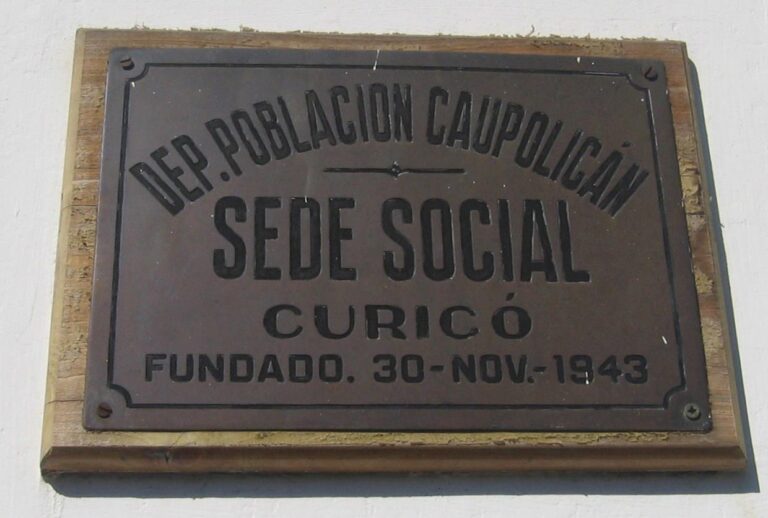 DEP. POBLACION CAUPOLICÁN
SEDE SOCIAL
CURICÓ
FUNDADO. 30-NOV.-1943